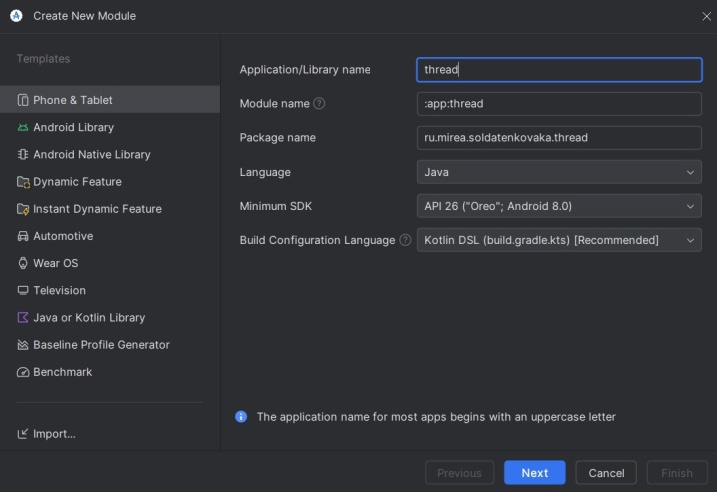 Create New Module
Templates
Phone & Tablet
Android Library
Android Native Library
Dynamic Feature
Instant Dynamic Feature
Automotive
Wear OS
Television
Java or Kotlin Library
Baseline Profile Generator
Benchmark
Import...
Application/Library name thread
Module name ? :app:thread
Package name ru.mirea.soldatenkovaka.thread
Language Java
Minimum SDK API 26 ("Oreo"; Android 8.0)
Build Configuration Language ? Kotlin DSL (build.gradle.kts) [Recommended]
The application name for most apps begins with an uppercase letter
Previous Next Cancel Finish